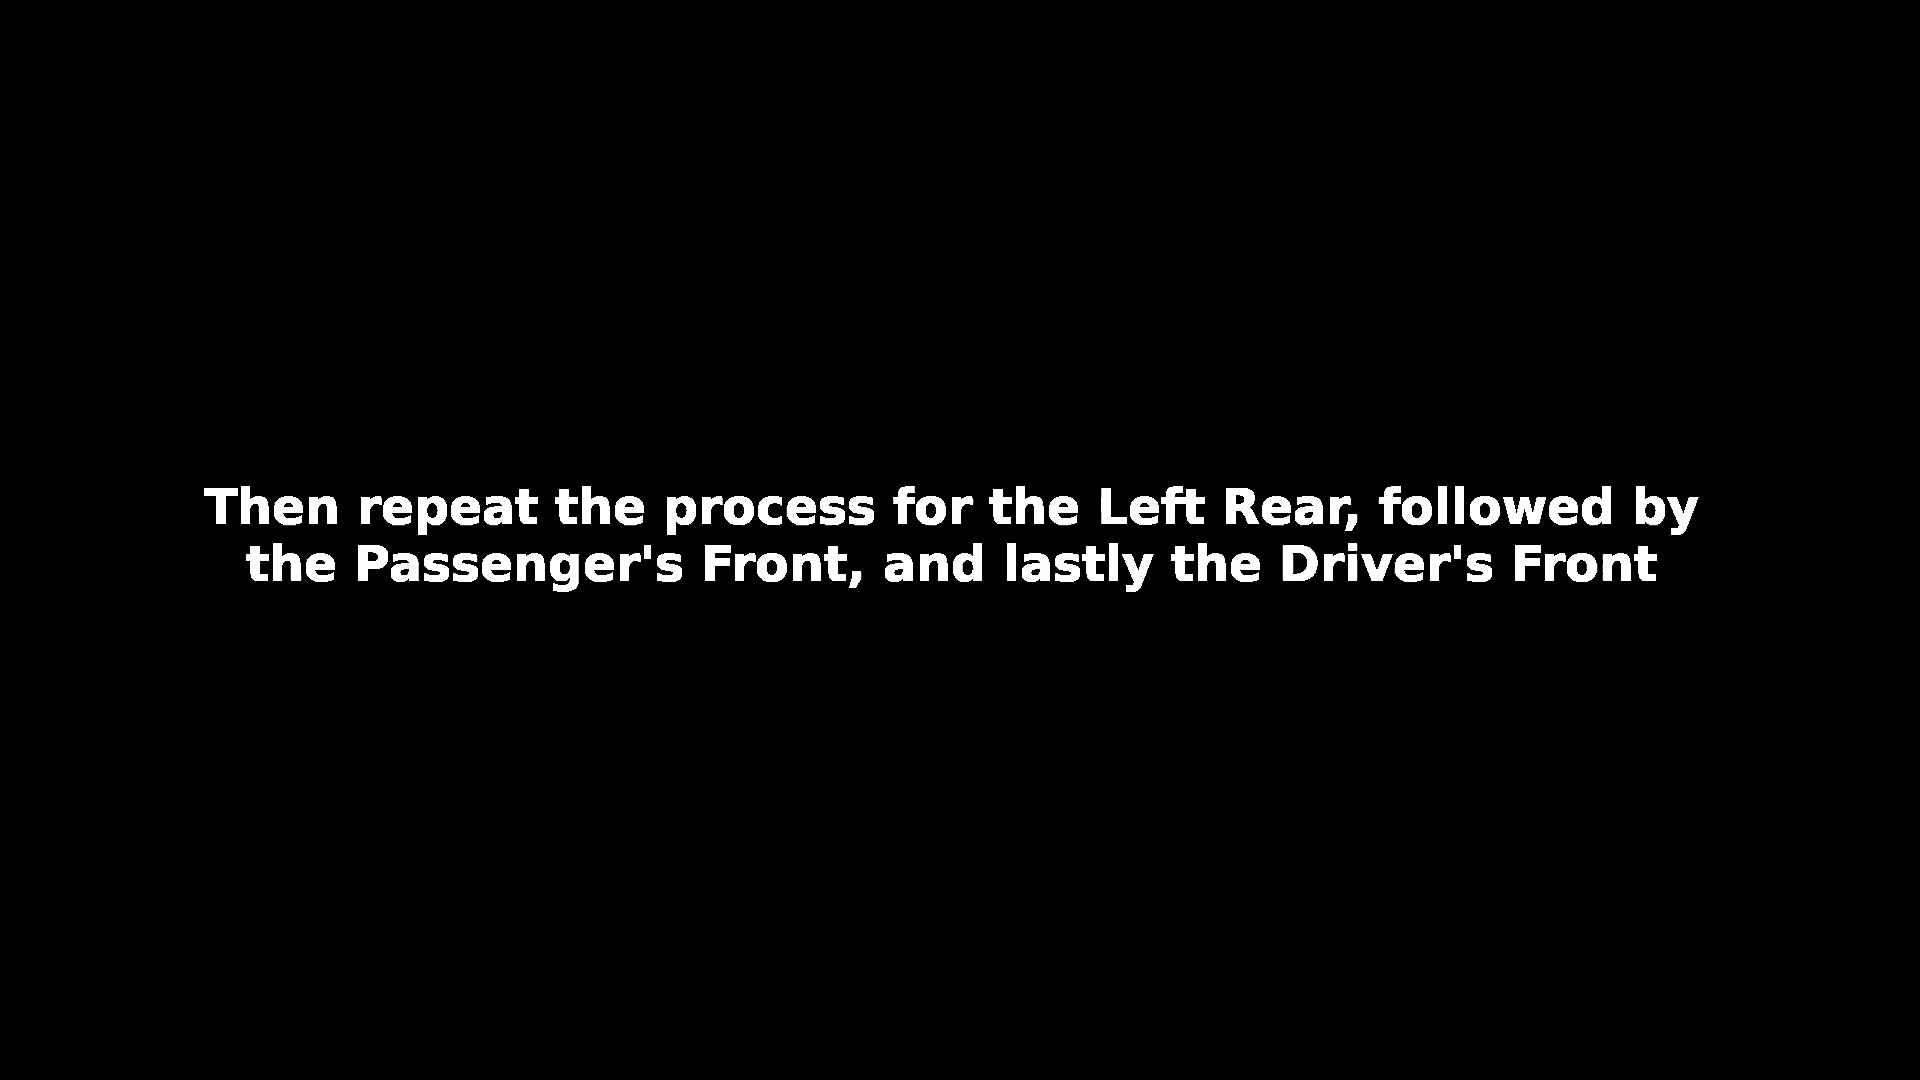 Then repeat the process for the Left Rear, followed by
the Passenger's Front, and lastly the Driver's Front